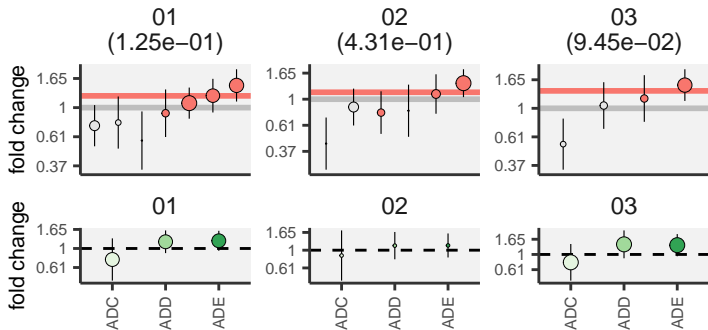 01
(1.25e−01)
02
(4.31e−01)
03
(9.45e−02)
fold change
1.65
1
0.61
0.37
1.65
1
0.61
0.37
1.65
1
0.61
0.37
01
02
03
fold change
1.65
1
0.61
1.65
1
0.61
1.65
1
0.61
ADC
ADD
ADE
ADC
ADD
ADE
ADC
ADD
ADE